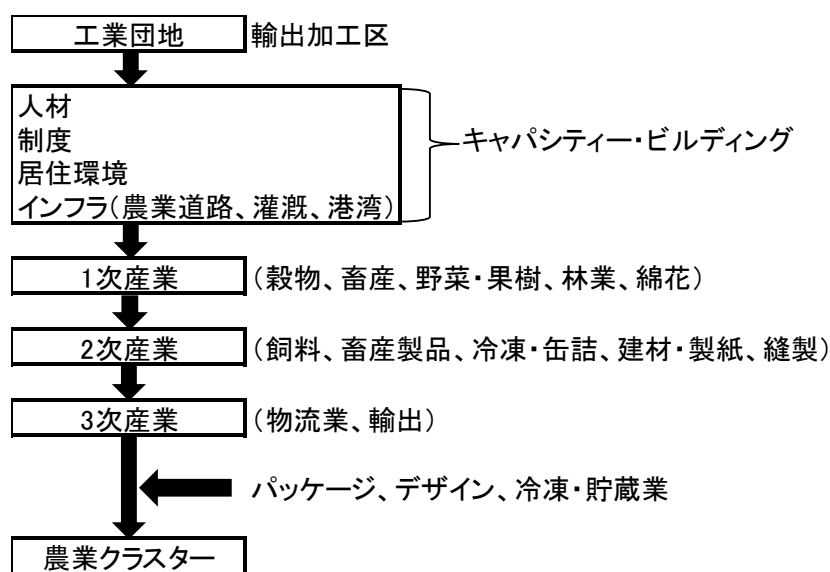 工業団地 輸出加工区
人材
制度
居住環境
インフラ(農業道路、灌漑、港湾)
キャパシティー・ビルディング
1次産業 (穀物、畜産、野菜・果樹、林業、綿花)
2次産業 (飼料、畜産製品、冷凍・缶詰、建材・製紙、縫製)
3次産業 (物流業、輸出)
パッケージ、デザイン、冷凍・貯蔵業
農業クラスター